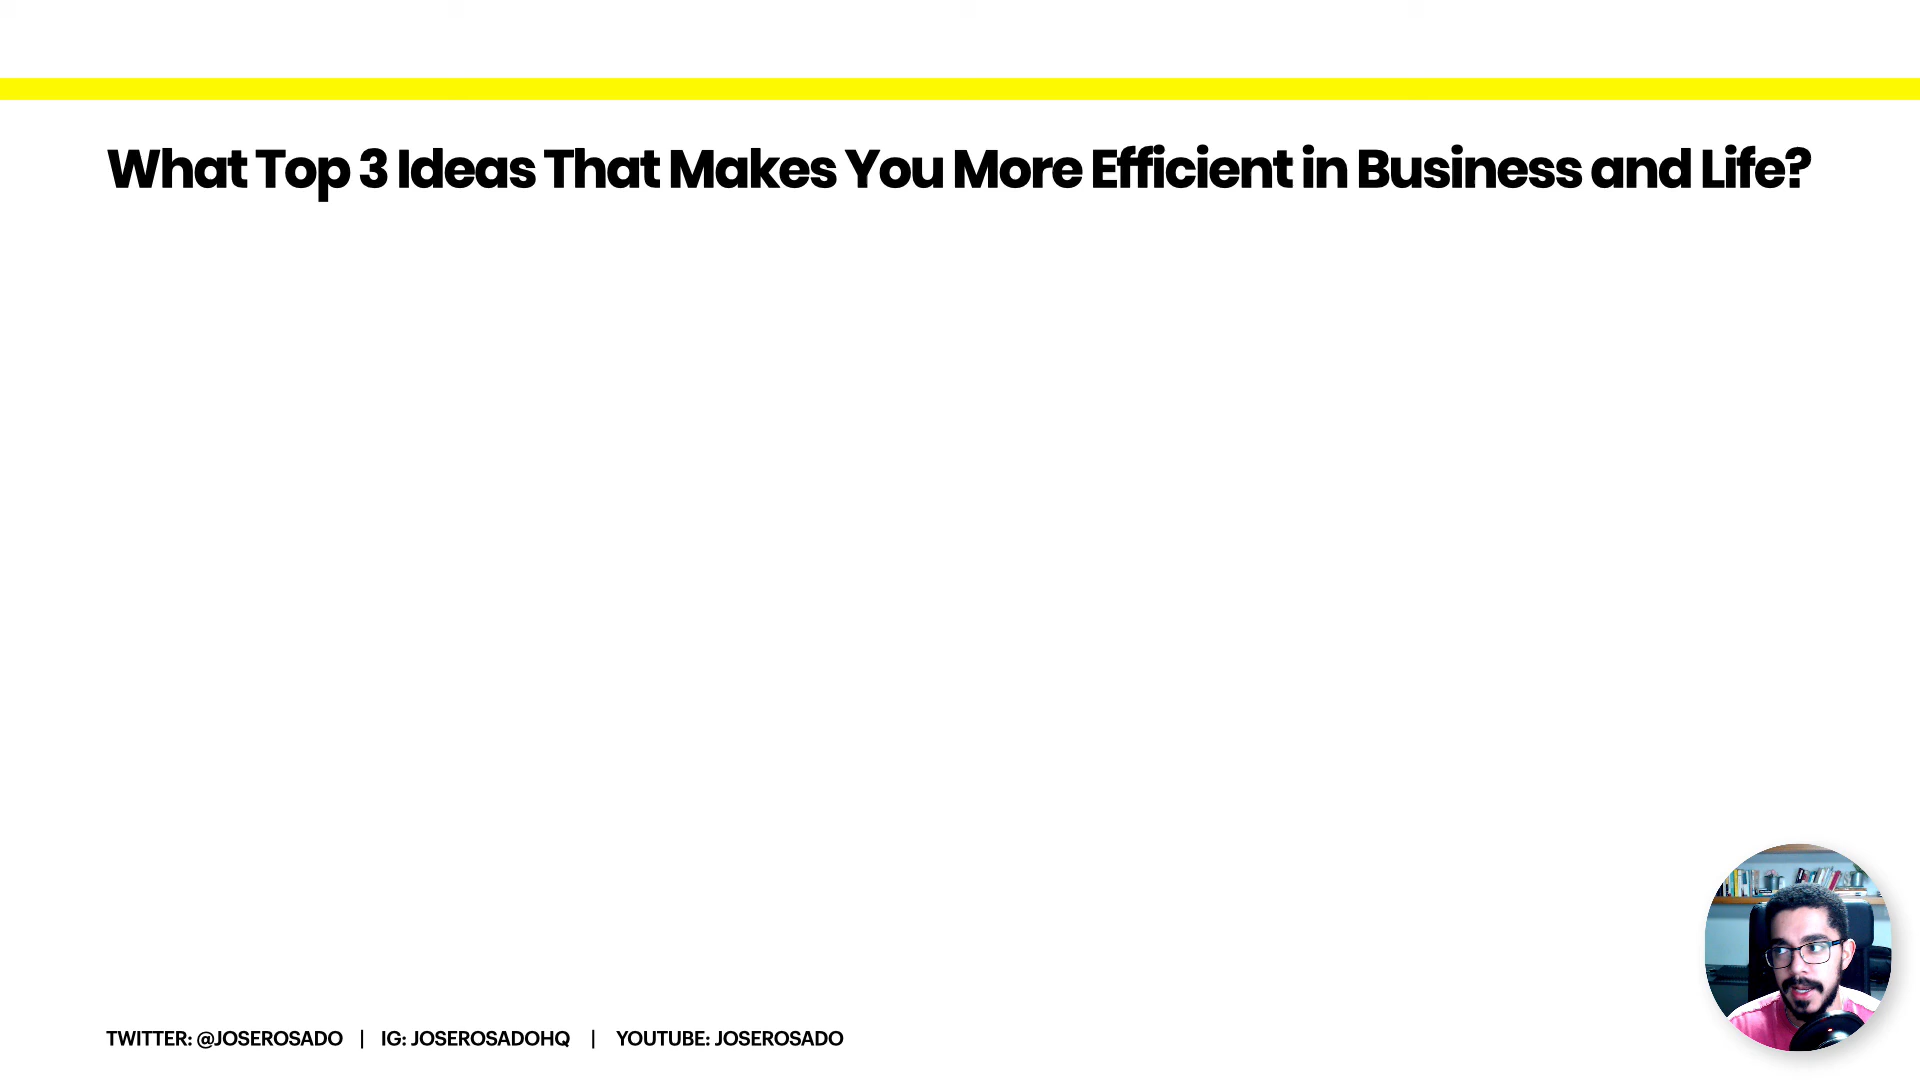 What Top 3 Ideas That Makes You More Efficient in Business and Life?
TWITTER: @JOSEROSADO | IG: JOSEROSADOHQ | YOUTUBE: JOSEROSADO